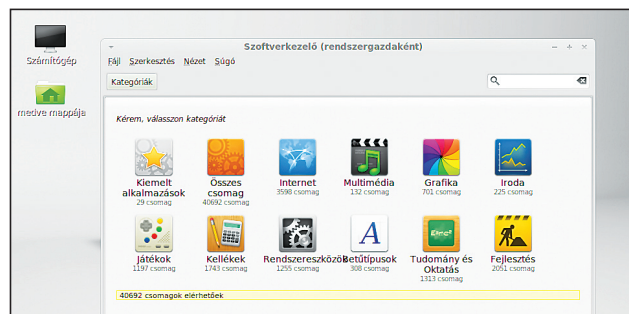 Számítógép
medve mappája
Szoftverkezelő (rendszergazdaként)
Fájl Szerkesztés Nézet Súgó
Kategóriák
Kérem, válasszon kategóriát
Kiemelt alkalmazások
29 csomag
Összes csomag
40692 csomag
Internet
3598 csomag
Multimédia
132 csomag
Grafika
701 csomag
Iroda
225 csomag
Játékok
1197 csomag
Kellékek
1743 csomag
Rendszereszközök
1255 csomag
Betűtípusok
308 csomag
Tudomány és Oktatás
1313 csomag
Fejlesztés
2051 csomag
40692 csomagok elérhetőek